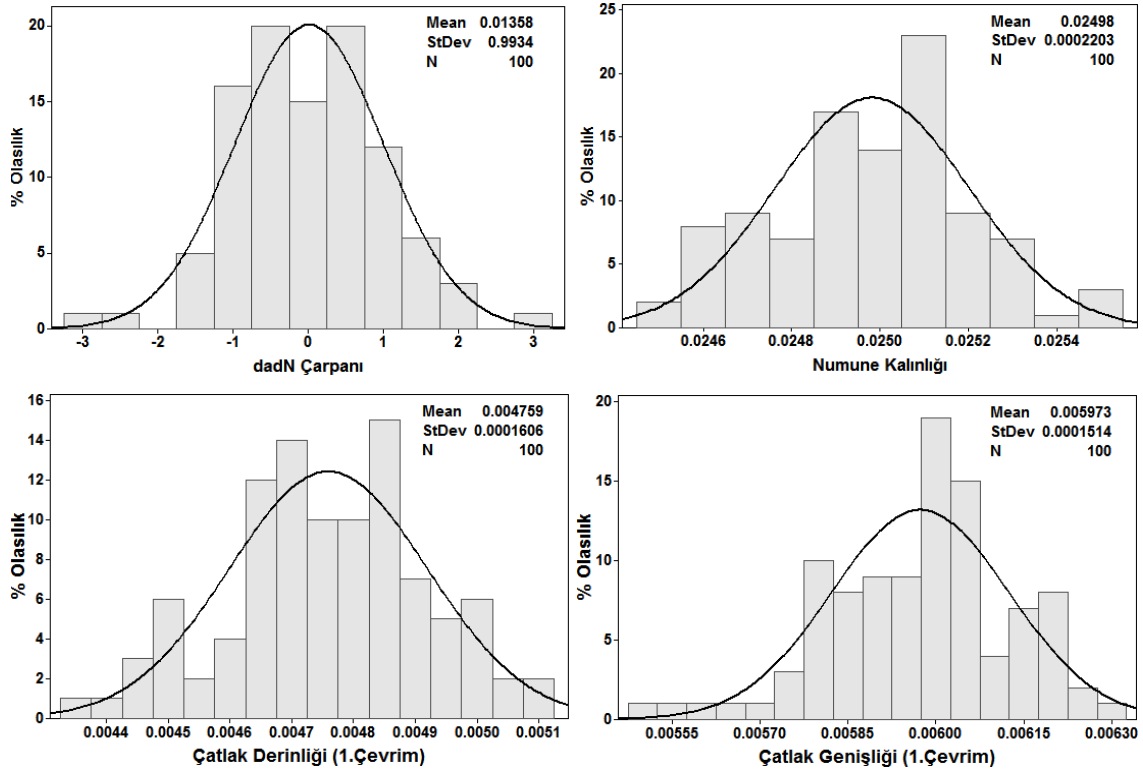 Mean 0.01358
StDev 0.9934
N 100
% Olasılık
20
15
10
5
0
-3 -2 -1 0 1 2 3
dadN Çarpanı
Mean 0.02498
StDev 0.0002203
N 100
% Olasılık
25
20
15
10
5
0
0.0246 0.0248 0.0250 0.0252 0.0254
Numune Kalınlığı
Mean 0.004759
StDev 0.0001606
N 100
% Olasılık
16
14
12
10
8
6
4
2
0
0.0044 0.0045 0.0046 0.0047 0.0048 0.0049 0.0050 0.0051
Çatlak Derinliği (1.Çevrim)
Mean 0.005973
StDev 0.0001514
N 100
% Olasılık
20
15
10
5
0
0.00555 0.00570 0.00585 0.00600 0.00615 0.00630
Çatlak Genişliği (1.Çevrim)